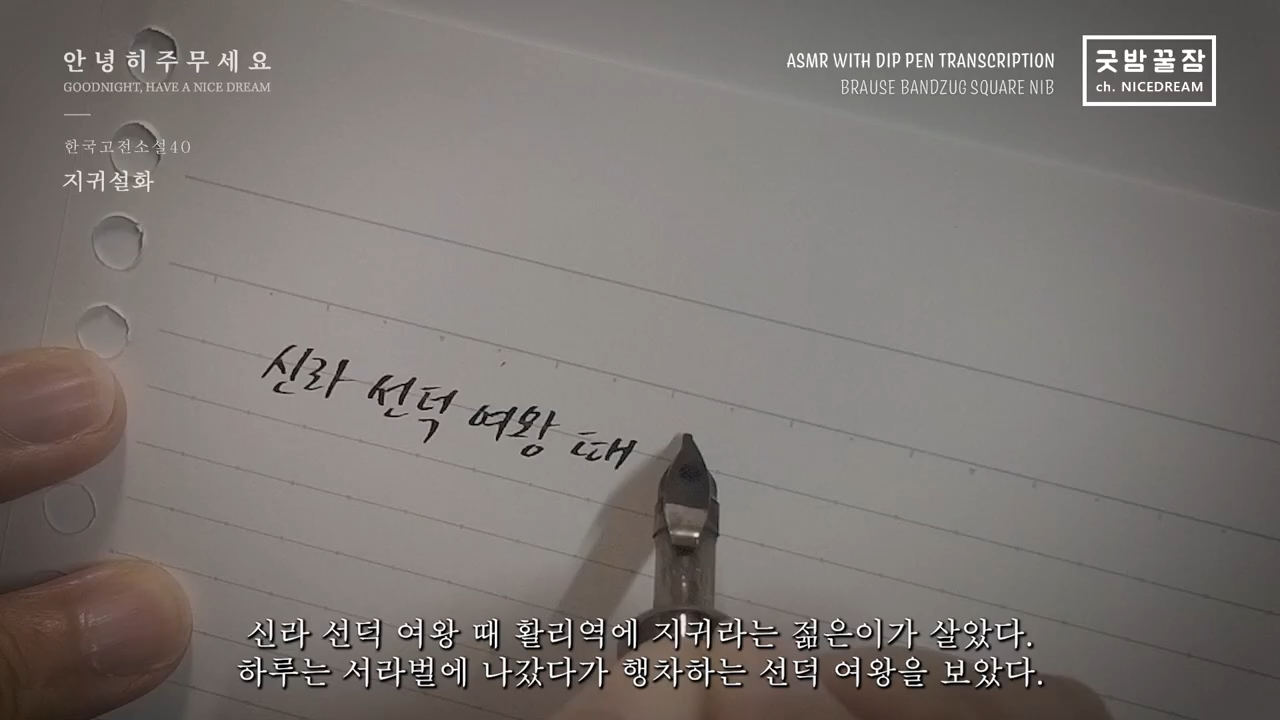 안녕히주무세요
GOODNIGHT, HAVE A NICE DREAM
한국고전소설40
지귀설화
ASMR WITH DIP PEN TRANSCRIPTION
BRAUSE BANDZUG SQUARE NIB
굿밤꿀잠
ch. NICEDREAM
신라 선덕 여왕 때
신라 선덕 여왕 때 활리역에 지귀라는 젊은이가 살았다.
하루는 서라벌에 나갔다가 행차하는 선덕 여왕을 보았다.